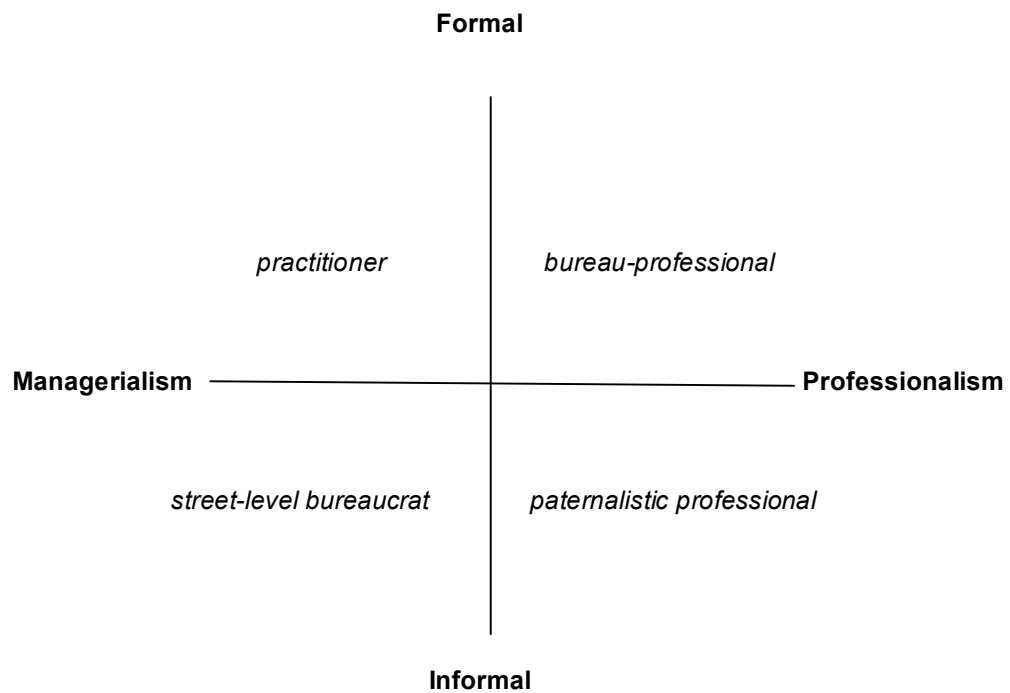 Formal
practitioner
bureau-professional
Managerialism
Professionalism
street-level bureaucrat
paternalistic professional
Informal